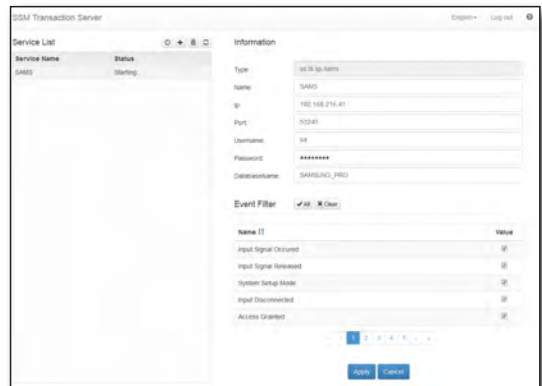 SSM Transaction Server
English Log out
Service List
Service Name Status
SAMS Starting
Information
Type:
Name: SAMS
Ip: 192.168.216.41
Port:
Username: sa
Password: ********
DatabaseName: SAMSUNG_PRO
Event Filter All Clear
Name Value
Input Signal Occured
Input Signal Released
System Setup Mode
Input Disconnected
Access Granted
1 2 3 4 5
Apply Cancel